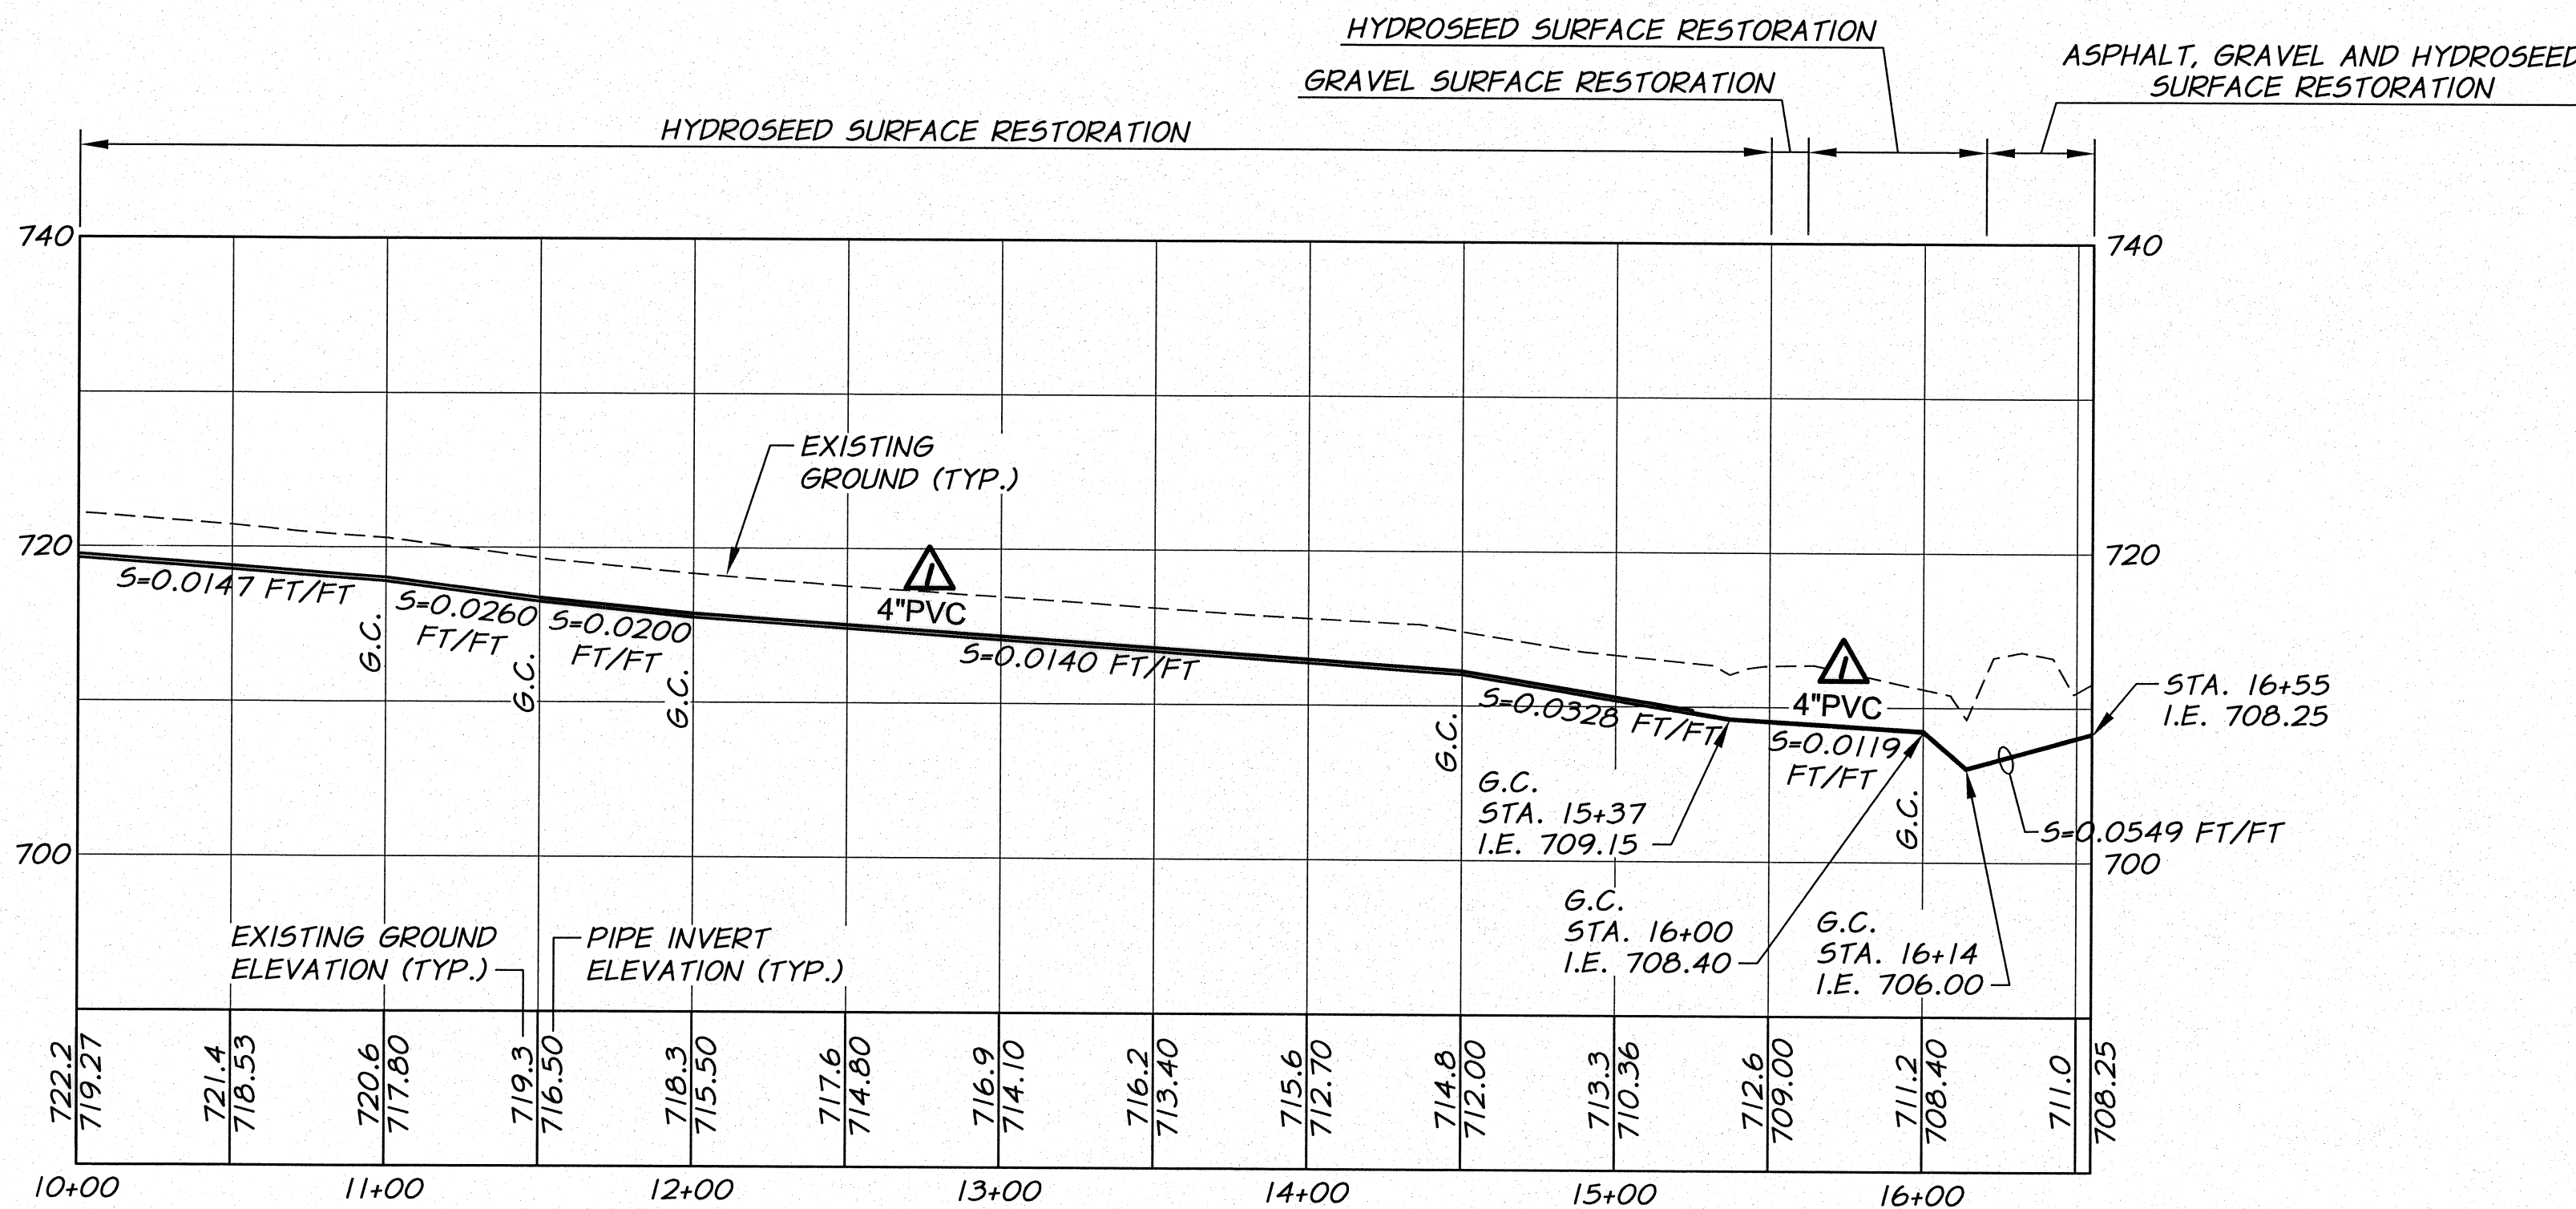 HYDROSEED SURFACE RESTORATION
GRAVEL SURFACE RESTORATION
ASPHALT, GRAVEL AND HYDROSEED
SURFACE RESTORATION
HYDROSEED SURFACE RESTORATION
740
740
EXISTING
GROUND (TYP.)
720
720
S=0.0147 FT/FT
G.C.
S=0.0260
FT/FT
G.C.
S=0.0200
FT/FT
G.C.
1
4"PVC
S=0.0140 FT/FT
G.C.
S=0.0328 FT/FT
1
4"PVC
S=0.0119
FT/FT
G.C.
STA. 16+55
I.E. 708.25
S=0.0549 FT/FT
700
700
G.C.
STA. 15+37
I.E. 709.15
G.C.
STA. 16+00
I.E. 708.40
G.C.
STA. 16+14
I.E. 706.00
EXISTING GROUND
ELEVATION (TYP.)
PIPE INVERT
ELEVATION (TYP.)
722.2
719.27
721.4
718.53
720.6
717.80
719.3
716.50
718.3
715.50
717.6
714.80
716.9
714.10
716.2
713.40
715.6
712.70
714.8
712.00
713.3
710.36
712.6
709.00
711.2
708.40
711.0
708.25
10+00
11+00
12+00
13+00
14+00
15+00
16+00